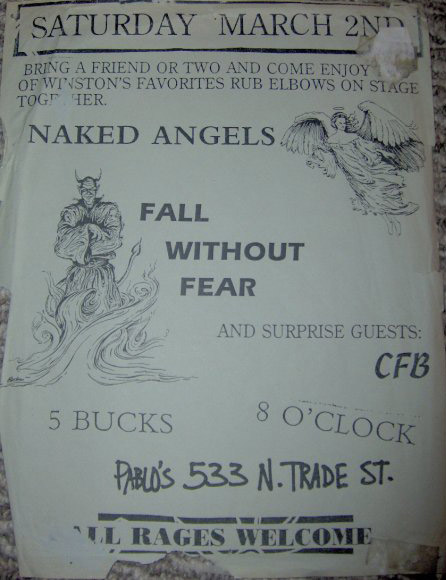 SATURDAY MARCH 2ND
BRING A FRIEND OR TWO AND COME ENJOY
OF WINSTON'S FAVORITES RUB ELBOWS ON STAGE
TOGETHER.
NAKED ANGELS
FALL
WITHOUT
FEAR
AND SURPRISE GUESTS:
CFB
5 BUCKS
8 O'CLOCK
PABLO'S 533 N. TRADE ST.
ALL RAGES WELCOME